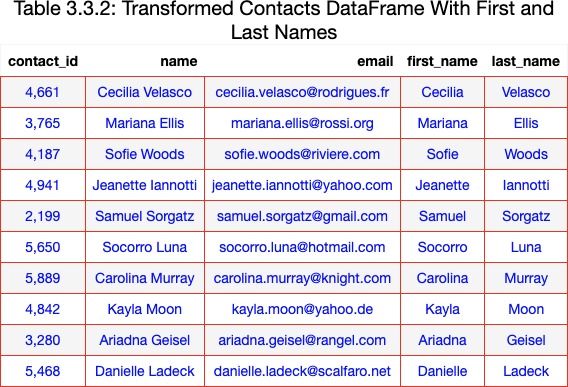 Table 3.3.2: Transformed Contacts DataFrame With First and
Last Names
contact_id name email first_name last_name
4,661 Cecilia Velasco cecilia.velasco@rodrigues.fr Cecilia Velasco
3,765 Mariana Ellis mariana.ellis@rossi.org Mariana Ellis
4,187 Sofie Woods sofie.woods@riviere.com Sofie Woods
4,941 Jeanette Iannotti jeanette.iannotti@yahoo.com Jeanette Iannotti
2,199 Samuel Sorgatz samuel.sorgatz@gmail.com Samuel Sorgatz
5,650 Socorro Luna socorro.luna@hotmail.com Socorro Luna
5,889 Carolina Murray carolina.murray@knight.com Carolina Murray
4,842 Kayla Moon kayla.moon@yahoo.de Kayla Moon
3,280 Ariadna Geisel ariadna.geisel@rangel.com Ariadna Geisel
5,468 Danielle Ladeck danielle.ladeck@scalfaro.net Danielle Ladeck